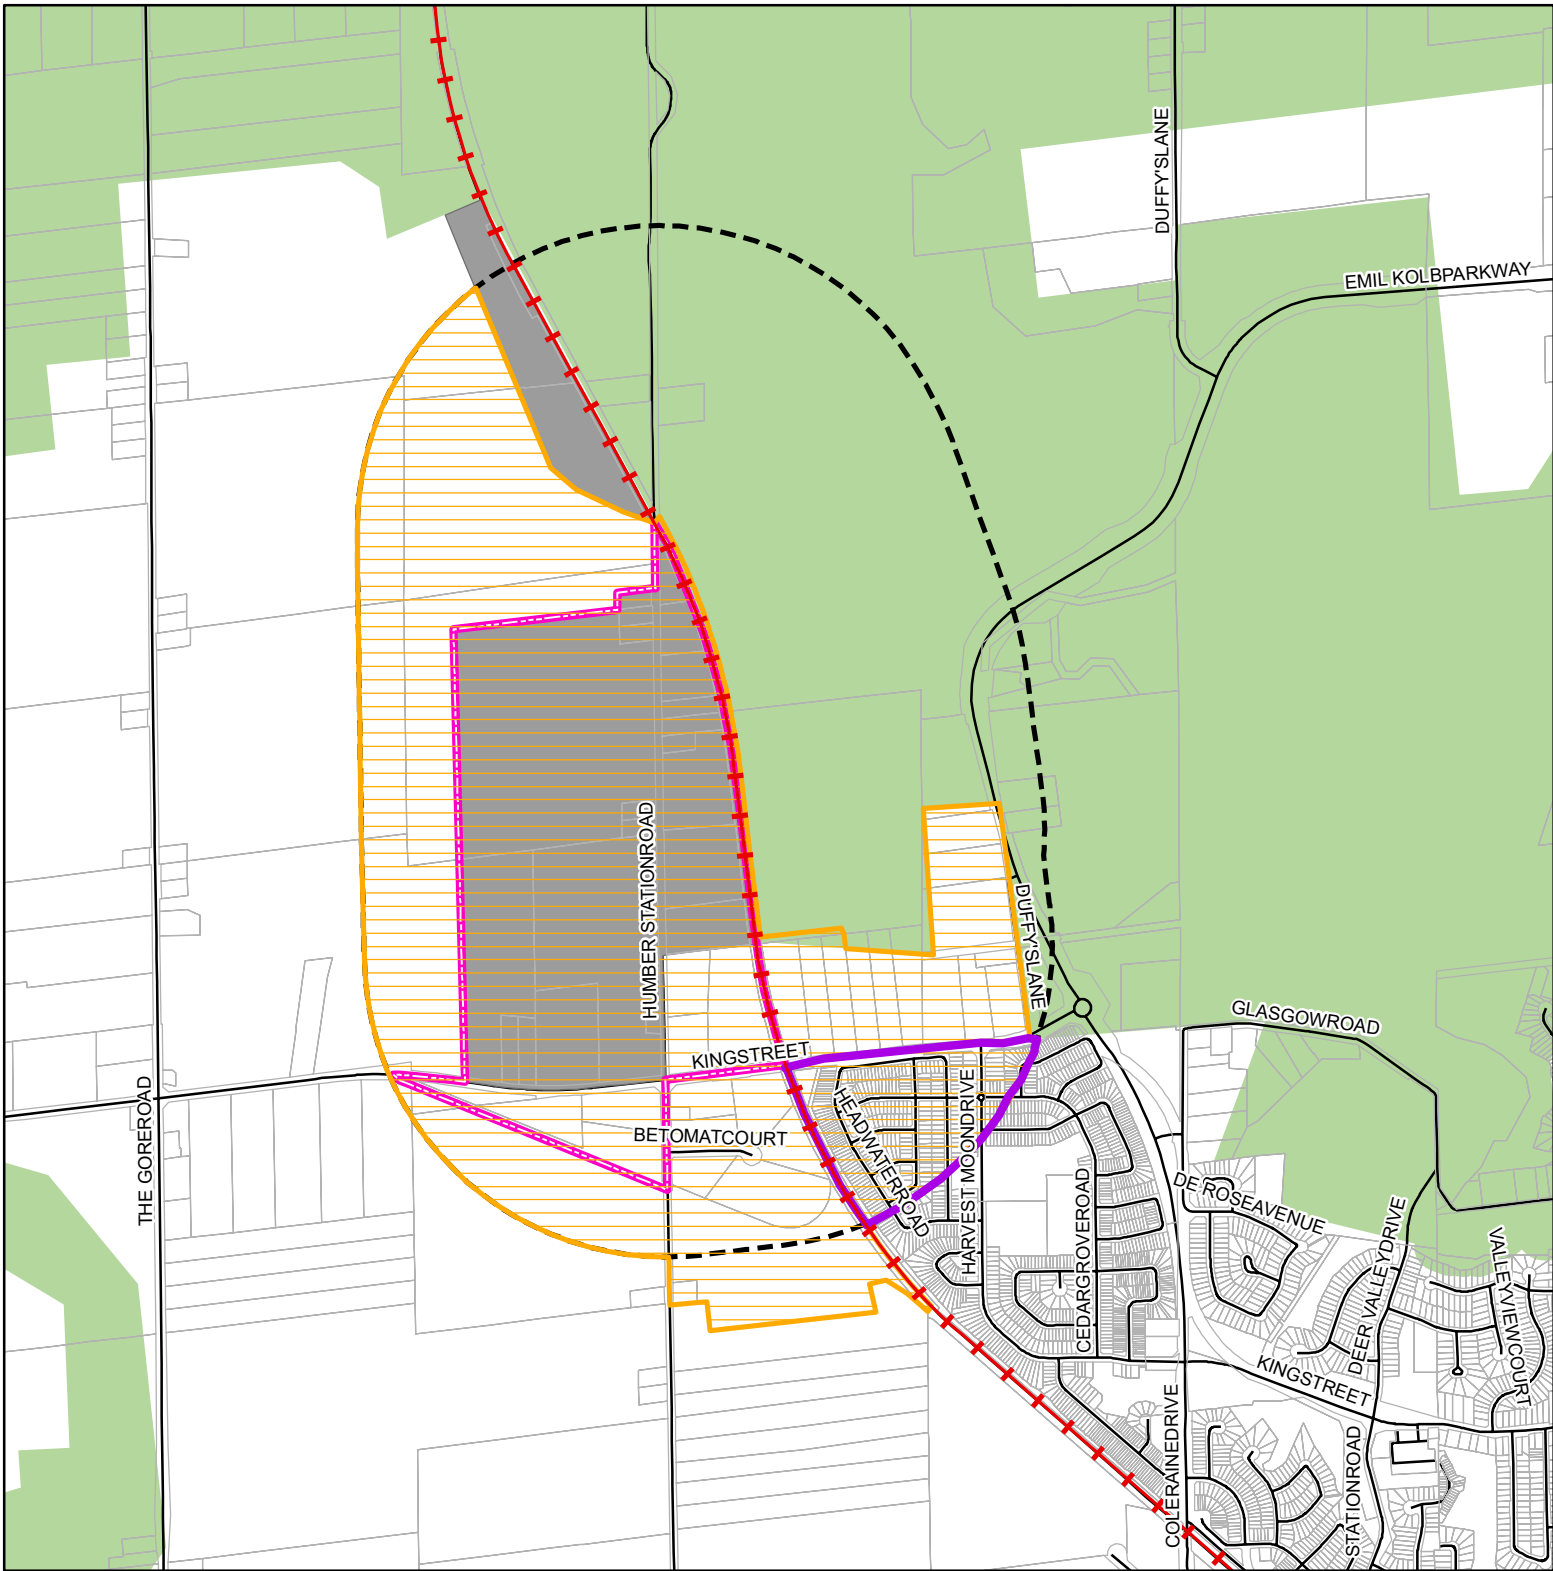 DUFFY'SLANE
EMIL KOLBPARKWAY
HUMBER STATIONROAD
DUFFY'SLANE
GLASGOWROAD
KINGSTREET
THE GOREROAD
HEADWATERROAD
HARVEST MOONDRIVE
BETOMATCOURT
CEDARGROVEROAD
DE ROSEAVENUE
DEER VALLEYDRIVE
VALLEYVIEWCOURT
KINGSTREET
COLERAINEDRIVE
STATIONROAD